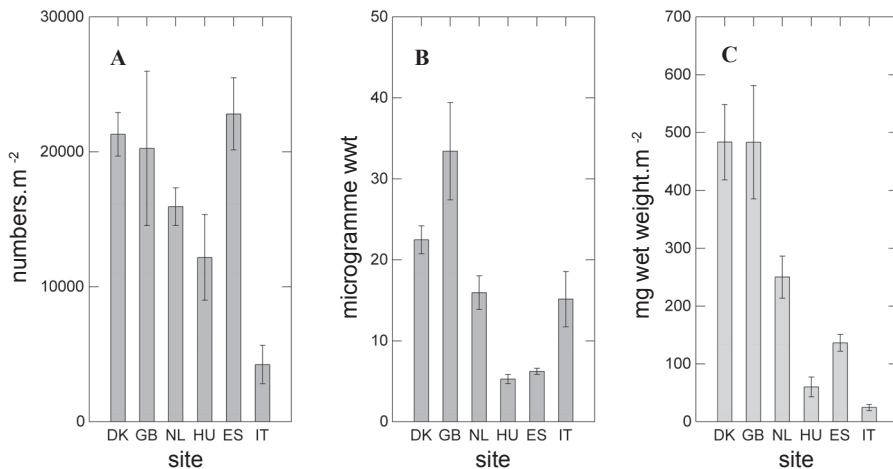 A
numbers.m -2
30000
20000
10000
0
DK GB NL HU ES IT
site
B
microgramme wwt
50
40
30
20
10
0
DK GB NL HU ES IT
site
C
mg wet weight.m -2
700
600
500
400
300
200
100
0
DK GB NL HU ES IT
site